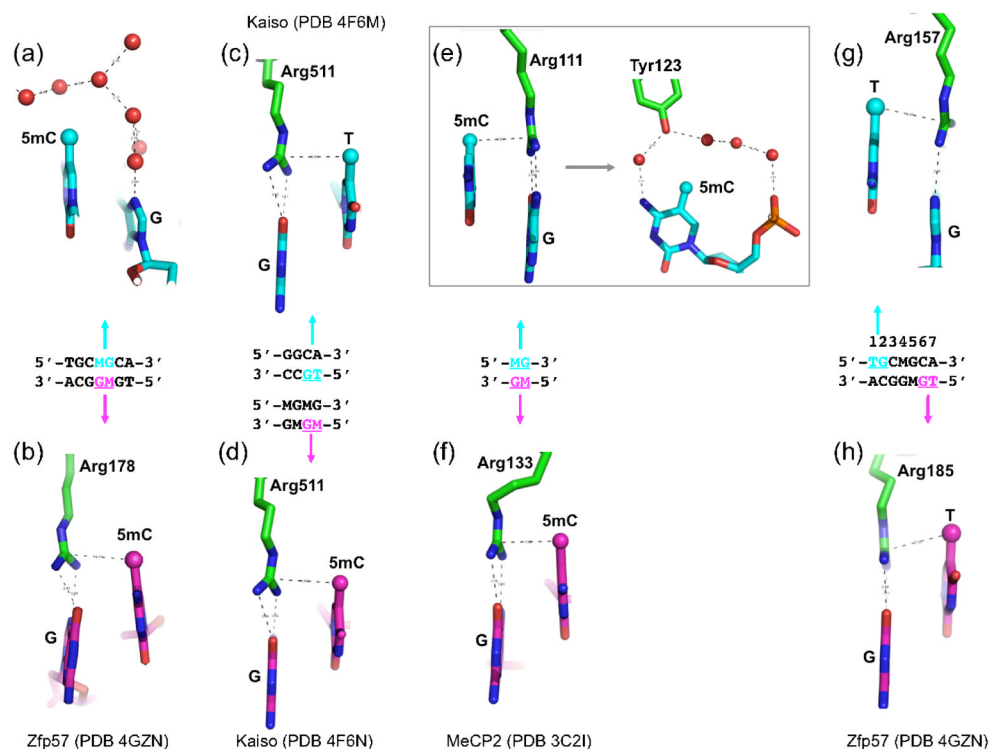 Kaiso (PDB 4F6M)
(a)
5mC
G
(c)
Arg511
T
G
(e)
Arg111
5mC
G
Tyr123
5mC
(g)
Arg157
T
G
5′-TGCMGCA-3′
3′-ACGGMGT-5′
5′-GGCA-3′
3′-CCGT-5′
5′-MGMG-3′
3′-GMGM-5′
5′-MG-3′
3′-GM-5′
1234567
5′-TGCMGCA-3′
3′-ACGGMGT-5′
(b)
Arg178
5mC
G
Zfp57 (PDB 4GZN)
(d)
Arg511
5mC
G
Kaiso (PDB 4F6N)
(f)
Arg133
5mC
G
MeCP2 (PDB 3C2I)
(h)
Arg185
T
G
Zfp57 (PDB 4GZN)